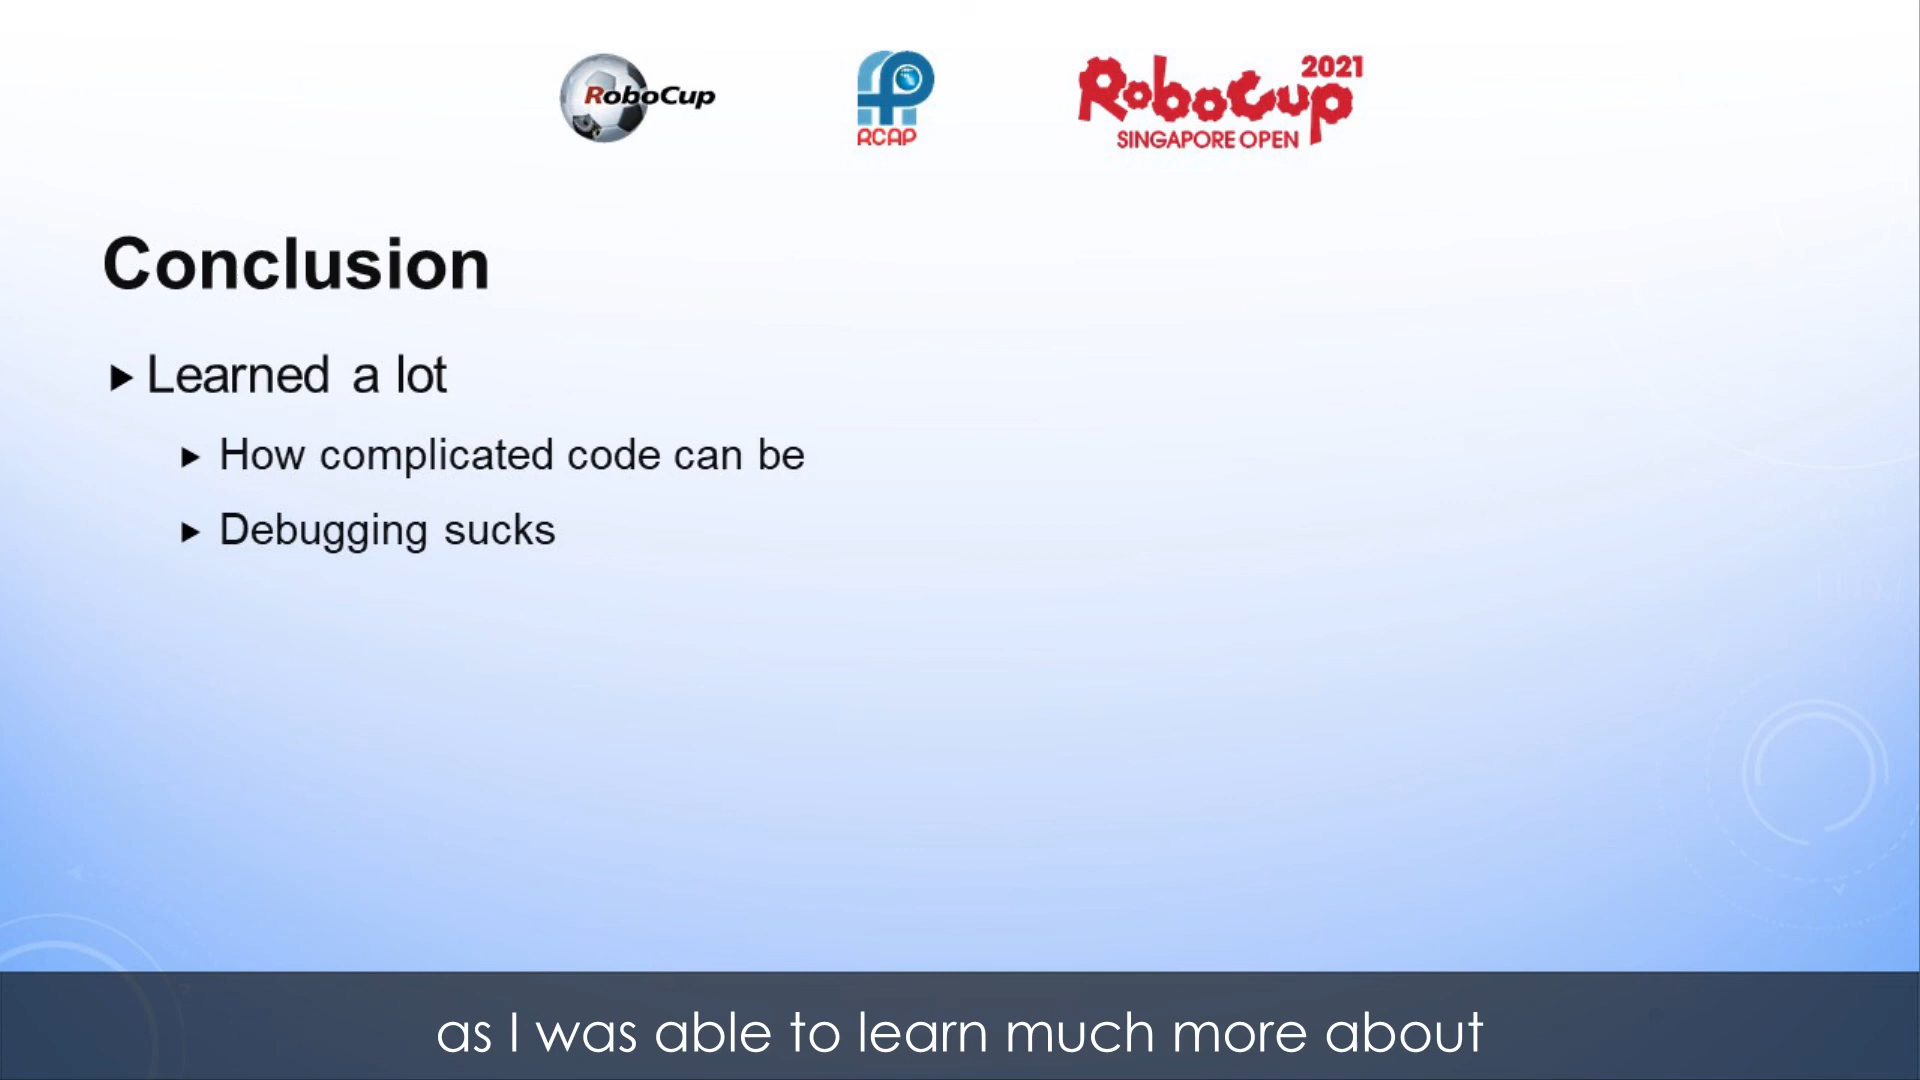 RoboCup
RCAP
2021
RoboCup
SINGAPORE OPEN
Conclusion
Learned a lot
How complicated code can be
Debugging sucks
as I was able to learn much more about